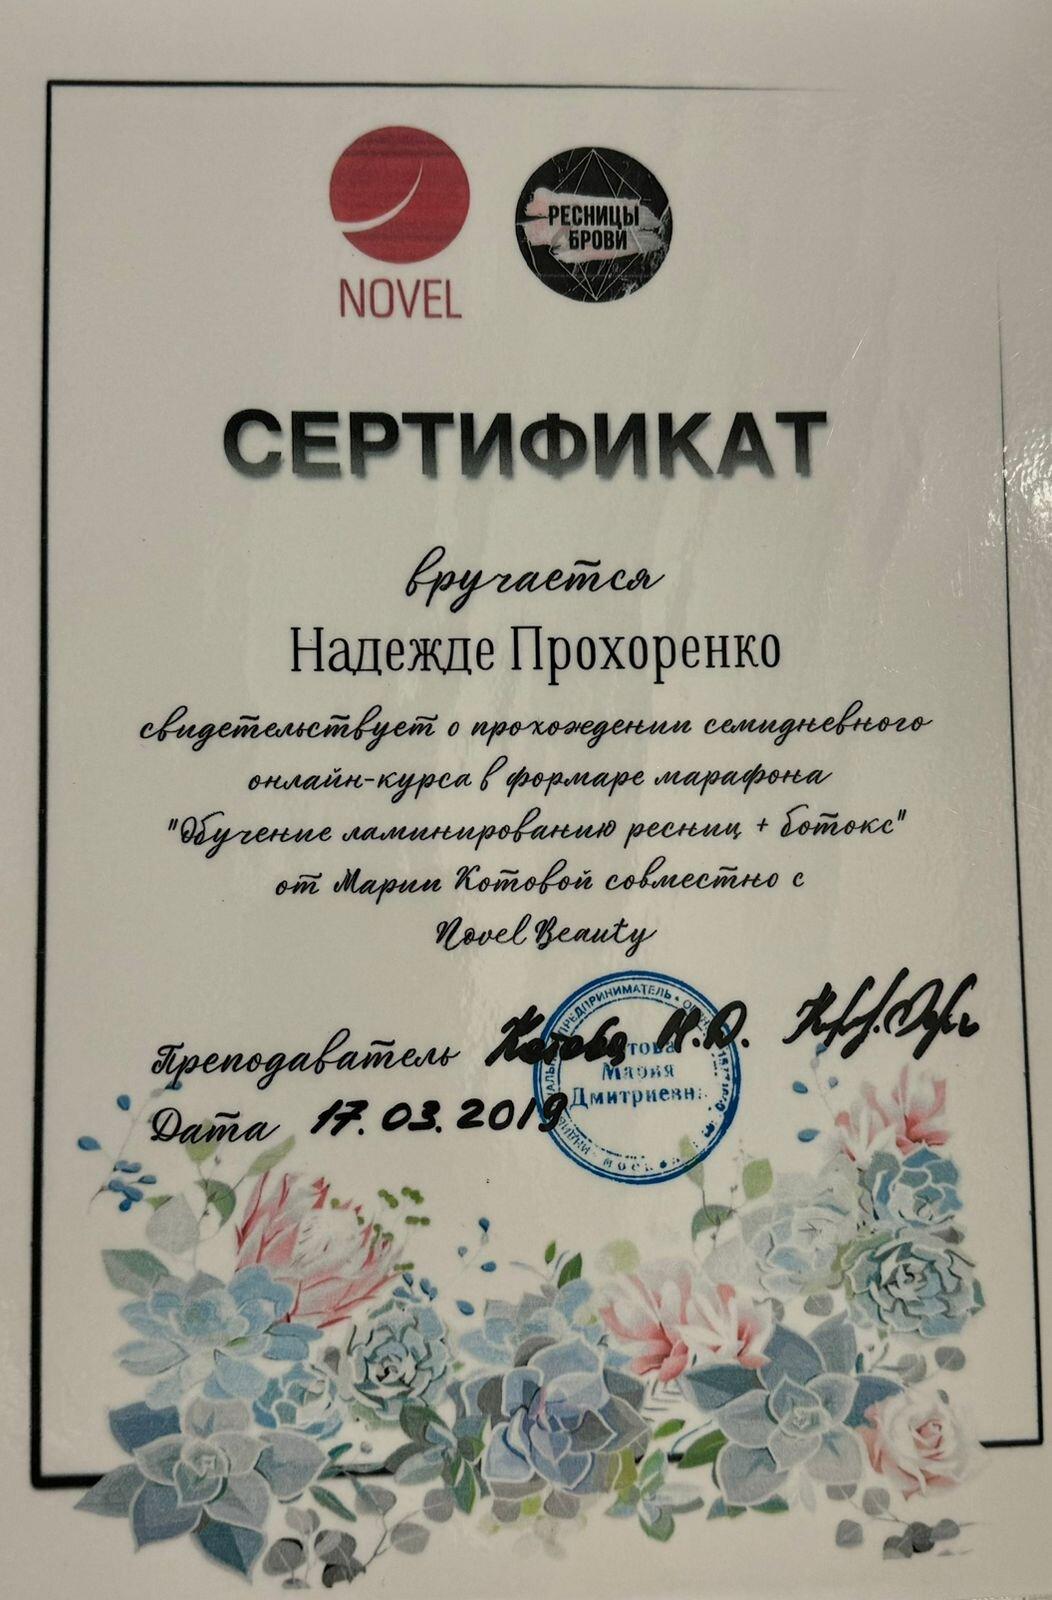 NOVEL
РЕСНИЦЫ
БРОВИ
СЕРТИФИКАТ
вручается
Надежде Прохоренко
свидетельствует о прохождении семидневного
онлайн-курса в формаре марафона
"Обучение ламинированию ресниц + ботокс"
от Марии Котовой совместно с
Novel Beauty
Преподаватель Котова М.Д.
Мария
Дмитриевна
Дата 17.03.2019